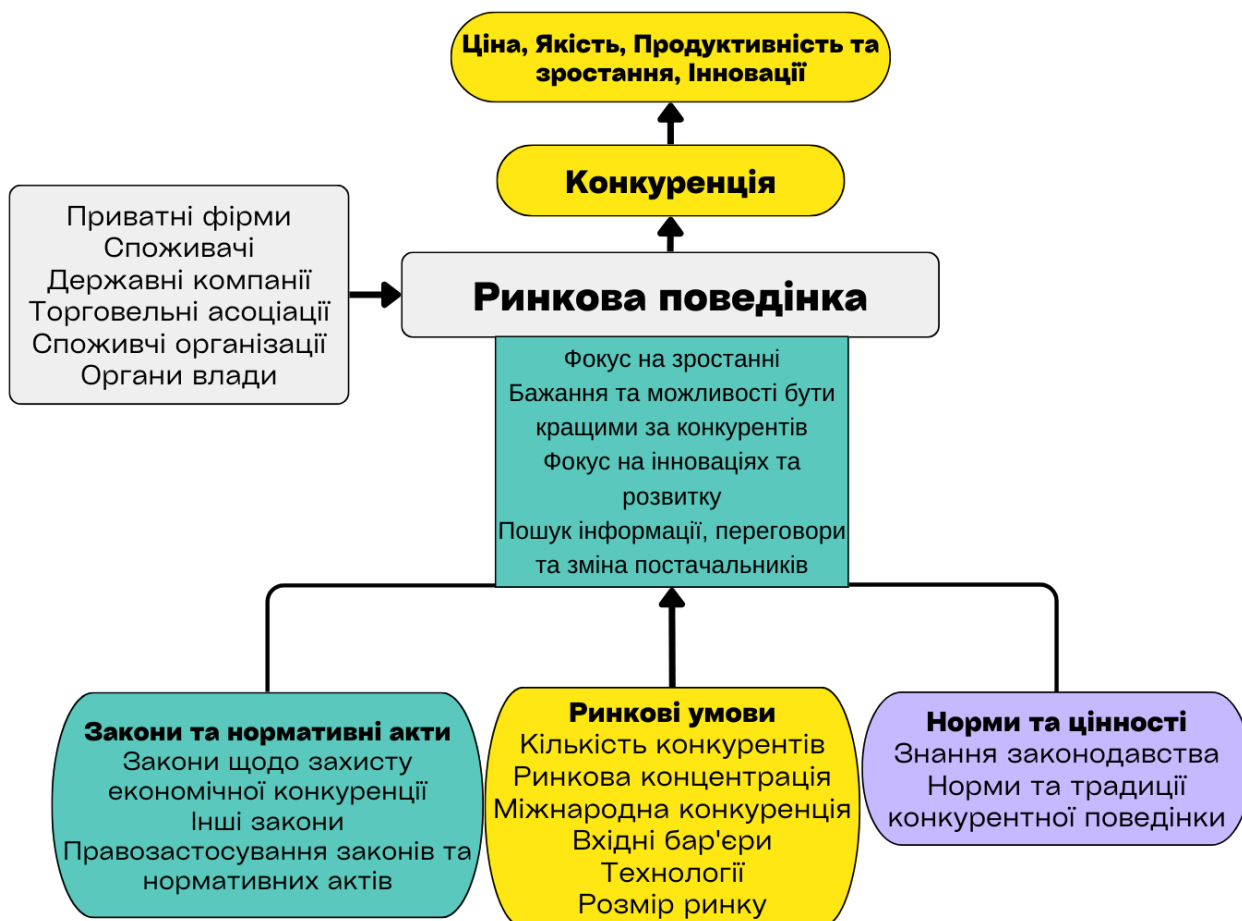 Ціна, Якість, Продуктивність та
зростання, Інновації
Конкуренція
Приватні фірми
Споживачі
Державні компанії
Торговельні асоціації
Споживчі організації
Органи влади
Ринкова поведінка
Фокус на зростанні
Бажання та можливості бути
кращими за конкурентів
Фокус на інноваціях та
розвитку
Пошук інформації, переговори
та зміна постачальників
Закони та нормативні акти
Закони щодо захисту
економічної конкуренції
Інші закони
Правозастосування законів та
нормативних актів
Ринкові умови
Кількість конкурентів
Ринкова концентрація
Міжнародна конкуренція
Вхідні бар'єри
Технології
Розмір ринку
Норми та цінності
Знання законодавства
Норми та традиції
конкурентної поведінки